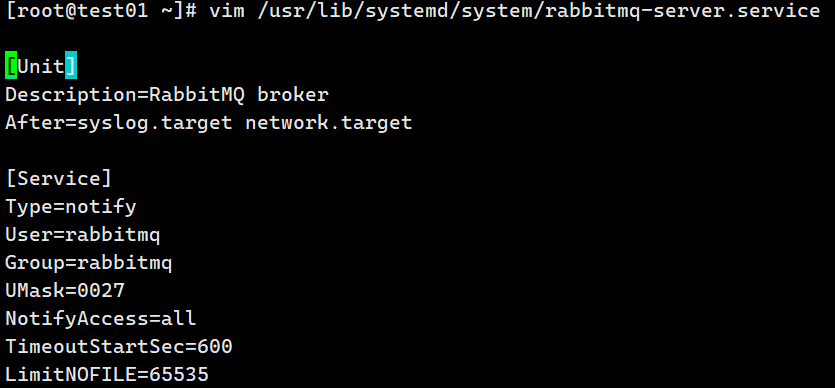 [root@test01 ~]# vim /usr/lib/systemd/system/rabbitmq-server.service
[Unit]
Description=RabbitMQ broker
After=syslog.target network.target
[Service]
Type=notify
User=rabbitmq
Group=rabbitmq
UMask=0027
NotifyAccess=all
TimeoutStartSec=600
LimitNOFILE=65535